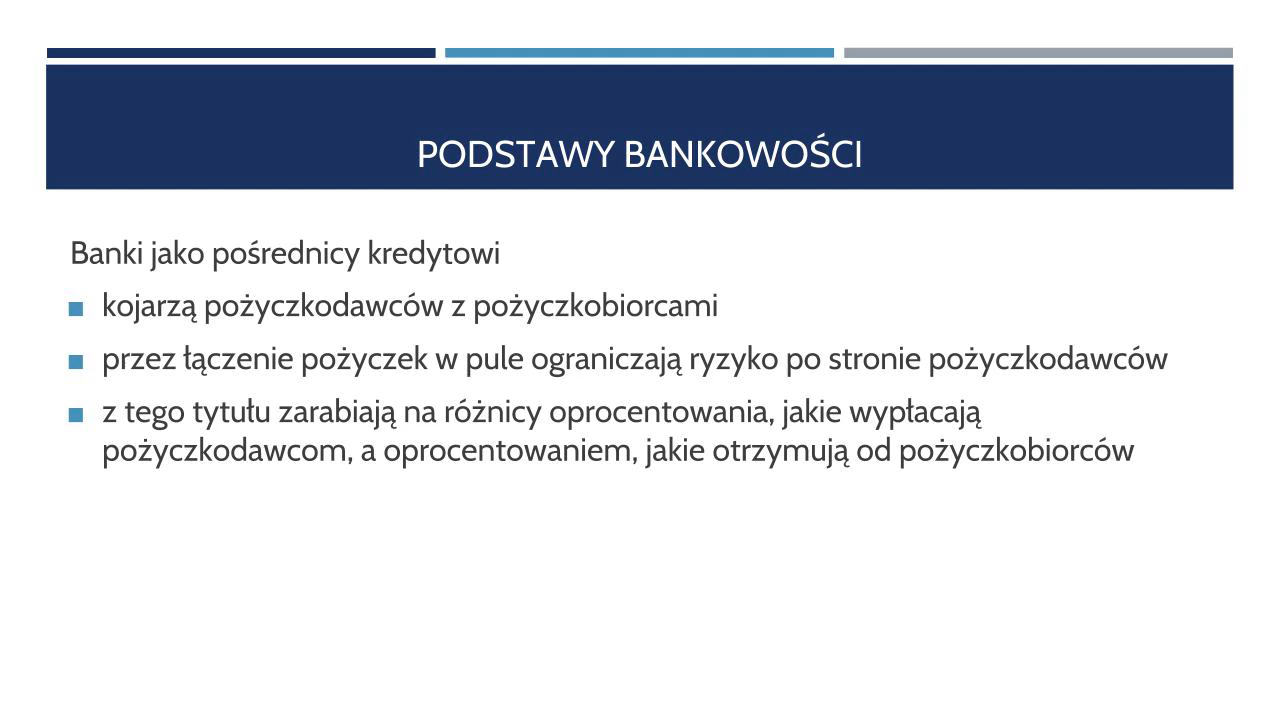 PODSTAWY BANKOWOŚCI
Banki jako pośrednicy kredytowi
kojarzą pożyczkodawców z pożyczkobiorcami
przez łączenie pożyczek w pule ograniczają ryzyko po stronie pożyczkodawców
z tego tytułu zarabiają na różnicy oprocentowania, jakie wypłacają
pożyczkodawcom, a oprocentowaniem, jakie otrzymują od pożyczkobiorców